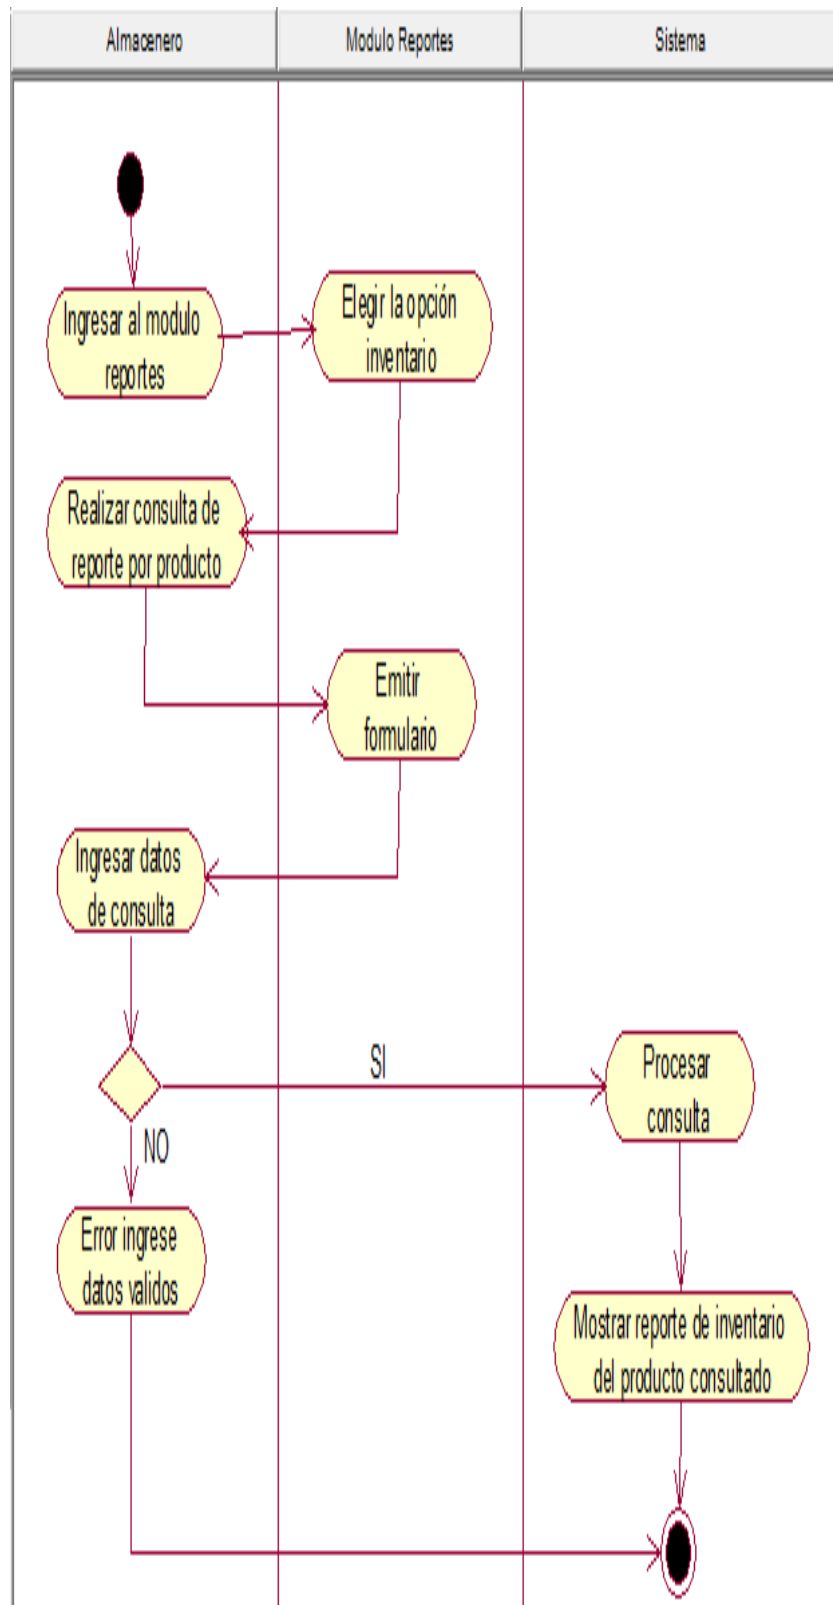 Almacenero
Modulo Reportes
Sistema
Ingresar al modulo
reportes
Elegir la opción
inventario
Realizar consulta de
reporte por producto
Emitir
formulario
Ingresar datos
de consulta
SI
Procesar
consulta
NO
Error ingrese
datos validos
Mostrar reporte de inventario
del producto consultado